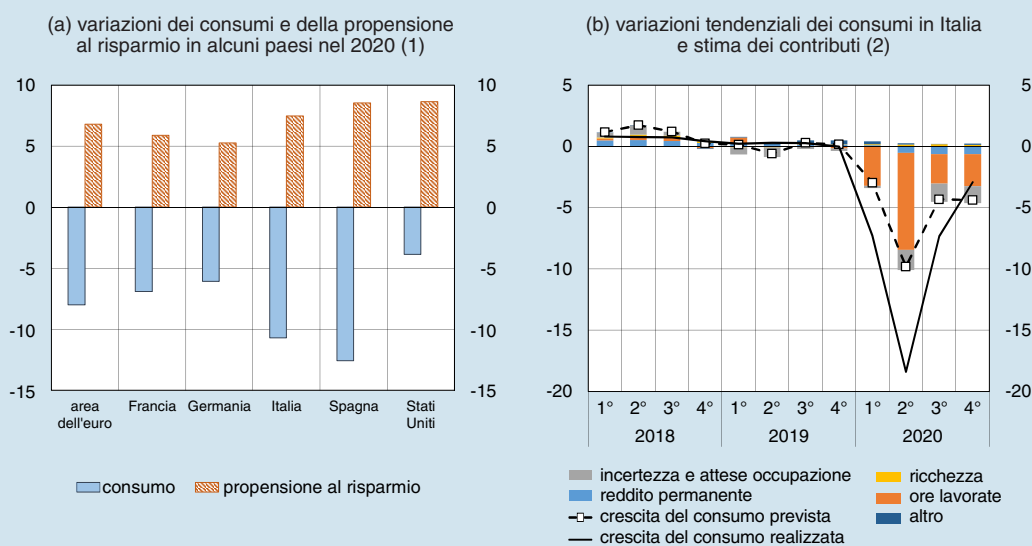 (a) variazioni dei consumi e della propensione
al risparmio in alcuni paesi nel 2020 (1)
10 10
5 5
0 0
-5 -5
-10 -10
-15 -15
area
dell'euro
Francia
Germania
Italia
Spagna
Stati
Uniti
consumo propensione al risparmio
(b) variazioni tendenziali dei consumi in Italia
e stima dei contributi (2)
5 5
0 0
-5 -5
-10 -10
-15 -15
-20 -20
1° 2° 3° 4° 1° 2° 3° 4° 1° 2° 3° 4°
2018 2019 2020
incertezza e attese occupazione
reddito permanente
crescita del consumo prevista
crescita del consumo realizzata
ricchezza
ore lavorate
altro